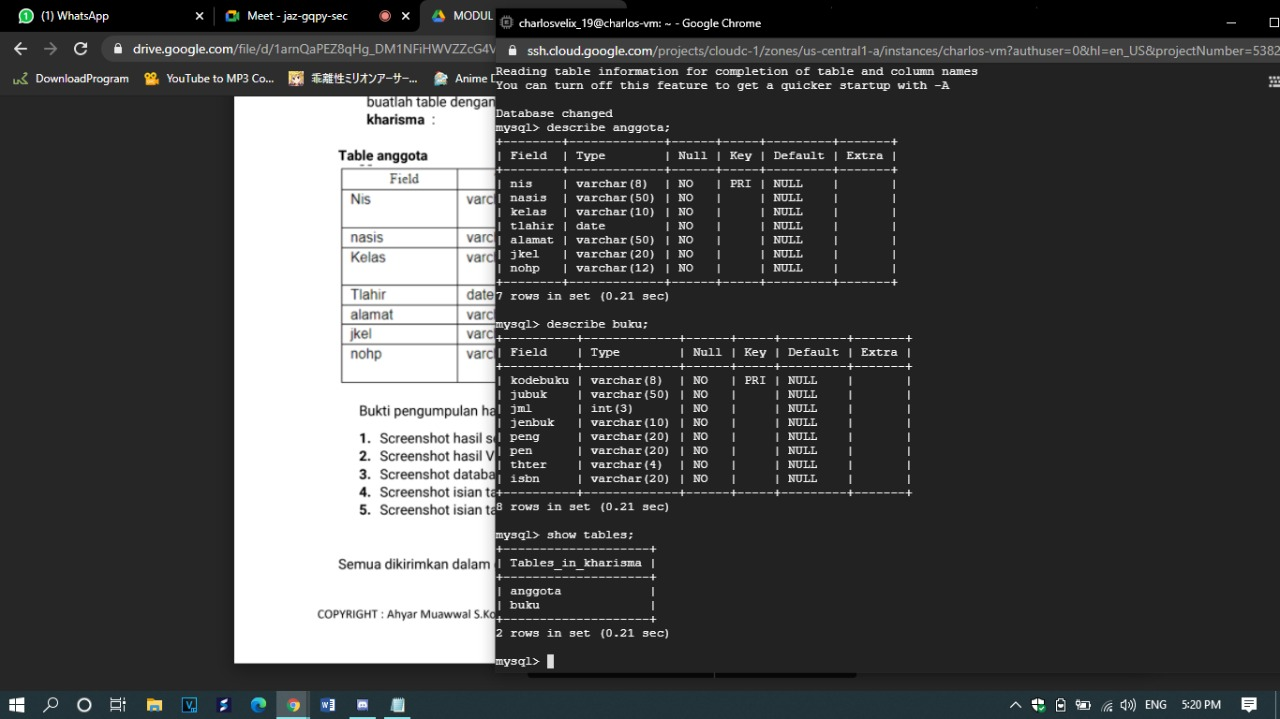 (1) WhatsApp
Meet - jaz-gqpy-sec
MODUL
charlosvelix_19@charlos-vm: ~ - Google Chrome
drive.google.com/file/d/1amQaPEZ8qHg_DM1NFiHWVZZcG4V
ssh.cloud.google.com/projects/cloudc-1/zones/us-central1-a/instances/charlos-vm?authuser=0&hl=en_US&projectNumber=5382
DownloadProgram
YouTube to MP3 Co...
乖離性ミリオンアーサー...
Anime D
buatlah table dengan
kharisma :
Table anggota
Field
Nis varc
nasis varc
Kelas varc
Tlahir date
alamat varc
jkel varc
nohp varc
Bukti pengumpulan ha
1. Screenshot hasil se
2. Screenshot hasil V
3. Screenshot databa
4. Screenshot isian ta
5. Screenshot isian ta
Semua dikirimkan dalam
COPYRIGHT : Ahyar Muawwal S.Ko
Reading table information for completion of table and column names
You can turn off this feature to get a quicker startup with -A
Database changed
mysql> describe anggota;
+--------+-------------+------+-----+---------+-------+
| Field | Type | Null | Key | Default | Extra |
+--------+-------------+------+-----+---------+-------+
| nis | varchar(8) | NO | PRI | NULL | |
| nasis | varchar(50) | NO | | NULL | |
| kelas | varchar(10) | NO | | NULL | |
| tlahir | date | NO | | NULL | |
| alamat | varchar(50) | NO | | NULL | |
| jkel | varchar(20) | NO | | NULL | |
| nohp | varchar(12) | NO | | NULL | |
+--------+-------------+------+-----+---------+-------+
7 rows in set (0.21 sec)
mysql> describe buku;
+----------+-------------+------+-----+---------+-------+
| Field | Type | Null | Key | Default | Extra |
+----------+-------------+------+-----+---------+-------+
| kodebuku | varchar(8) | NO | PRI | NULL | |
| jubuk | varchar(50) | NO | | NULL | |
| jml | int(3) | NO | | NULL | |
| jenbuk | varchar(10) | NO | | NULL | |
| peng | varchar(20) | NO | | NULL | |
| pen | varchar(20) | NO | | NULL | |
| thter | varchar(4) | NO | | NULL | |
| isbn | varchar(20) | NO | | NULL | |
+----------+-------------+------+-----+---------+-------+
8 rows in set (0.21 sec)
mysql> show tables;
+--------------------+
| Tables_in_kharisma |
+--------------------+
| anggota |
| buku |
+--------------------+
2 rows in set (0.21 sec)
mysql>
ENG
5:20 PM